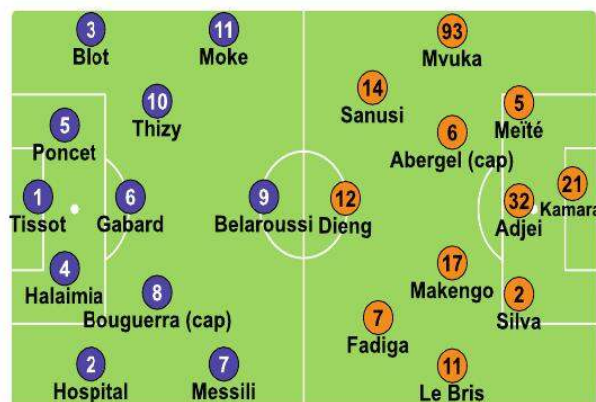 3
Blot
11
Moke
93
Mvuka
10
Thizy
14
Sanusi
5
Meïté
5
Poncet
6
Abergel (cap)
1
Tissot
6
Gabard
9
Belaroussi
12
Dieng
32
Adjei
21
Kamara
4
Halaimia
8
Bouguerra (cap)
17
Makengo
2
Silva
7
Fadiga
2
Hospital
7
Messili
11
Le Bris